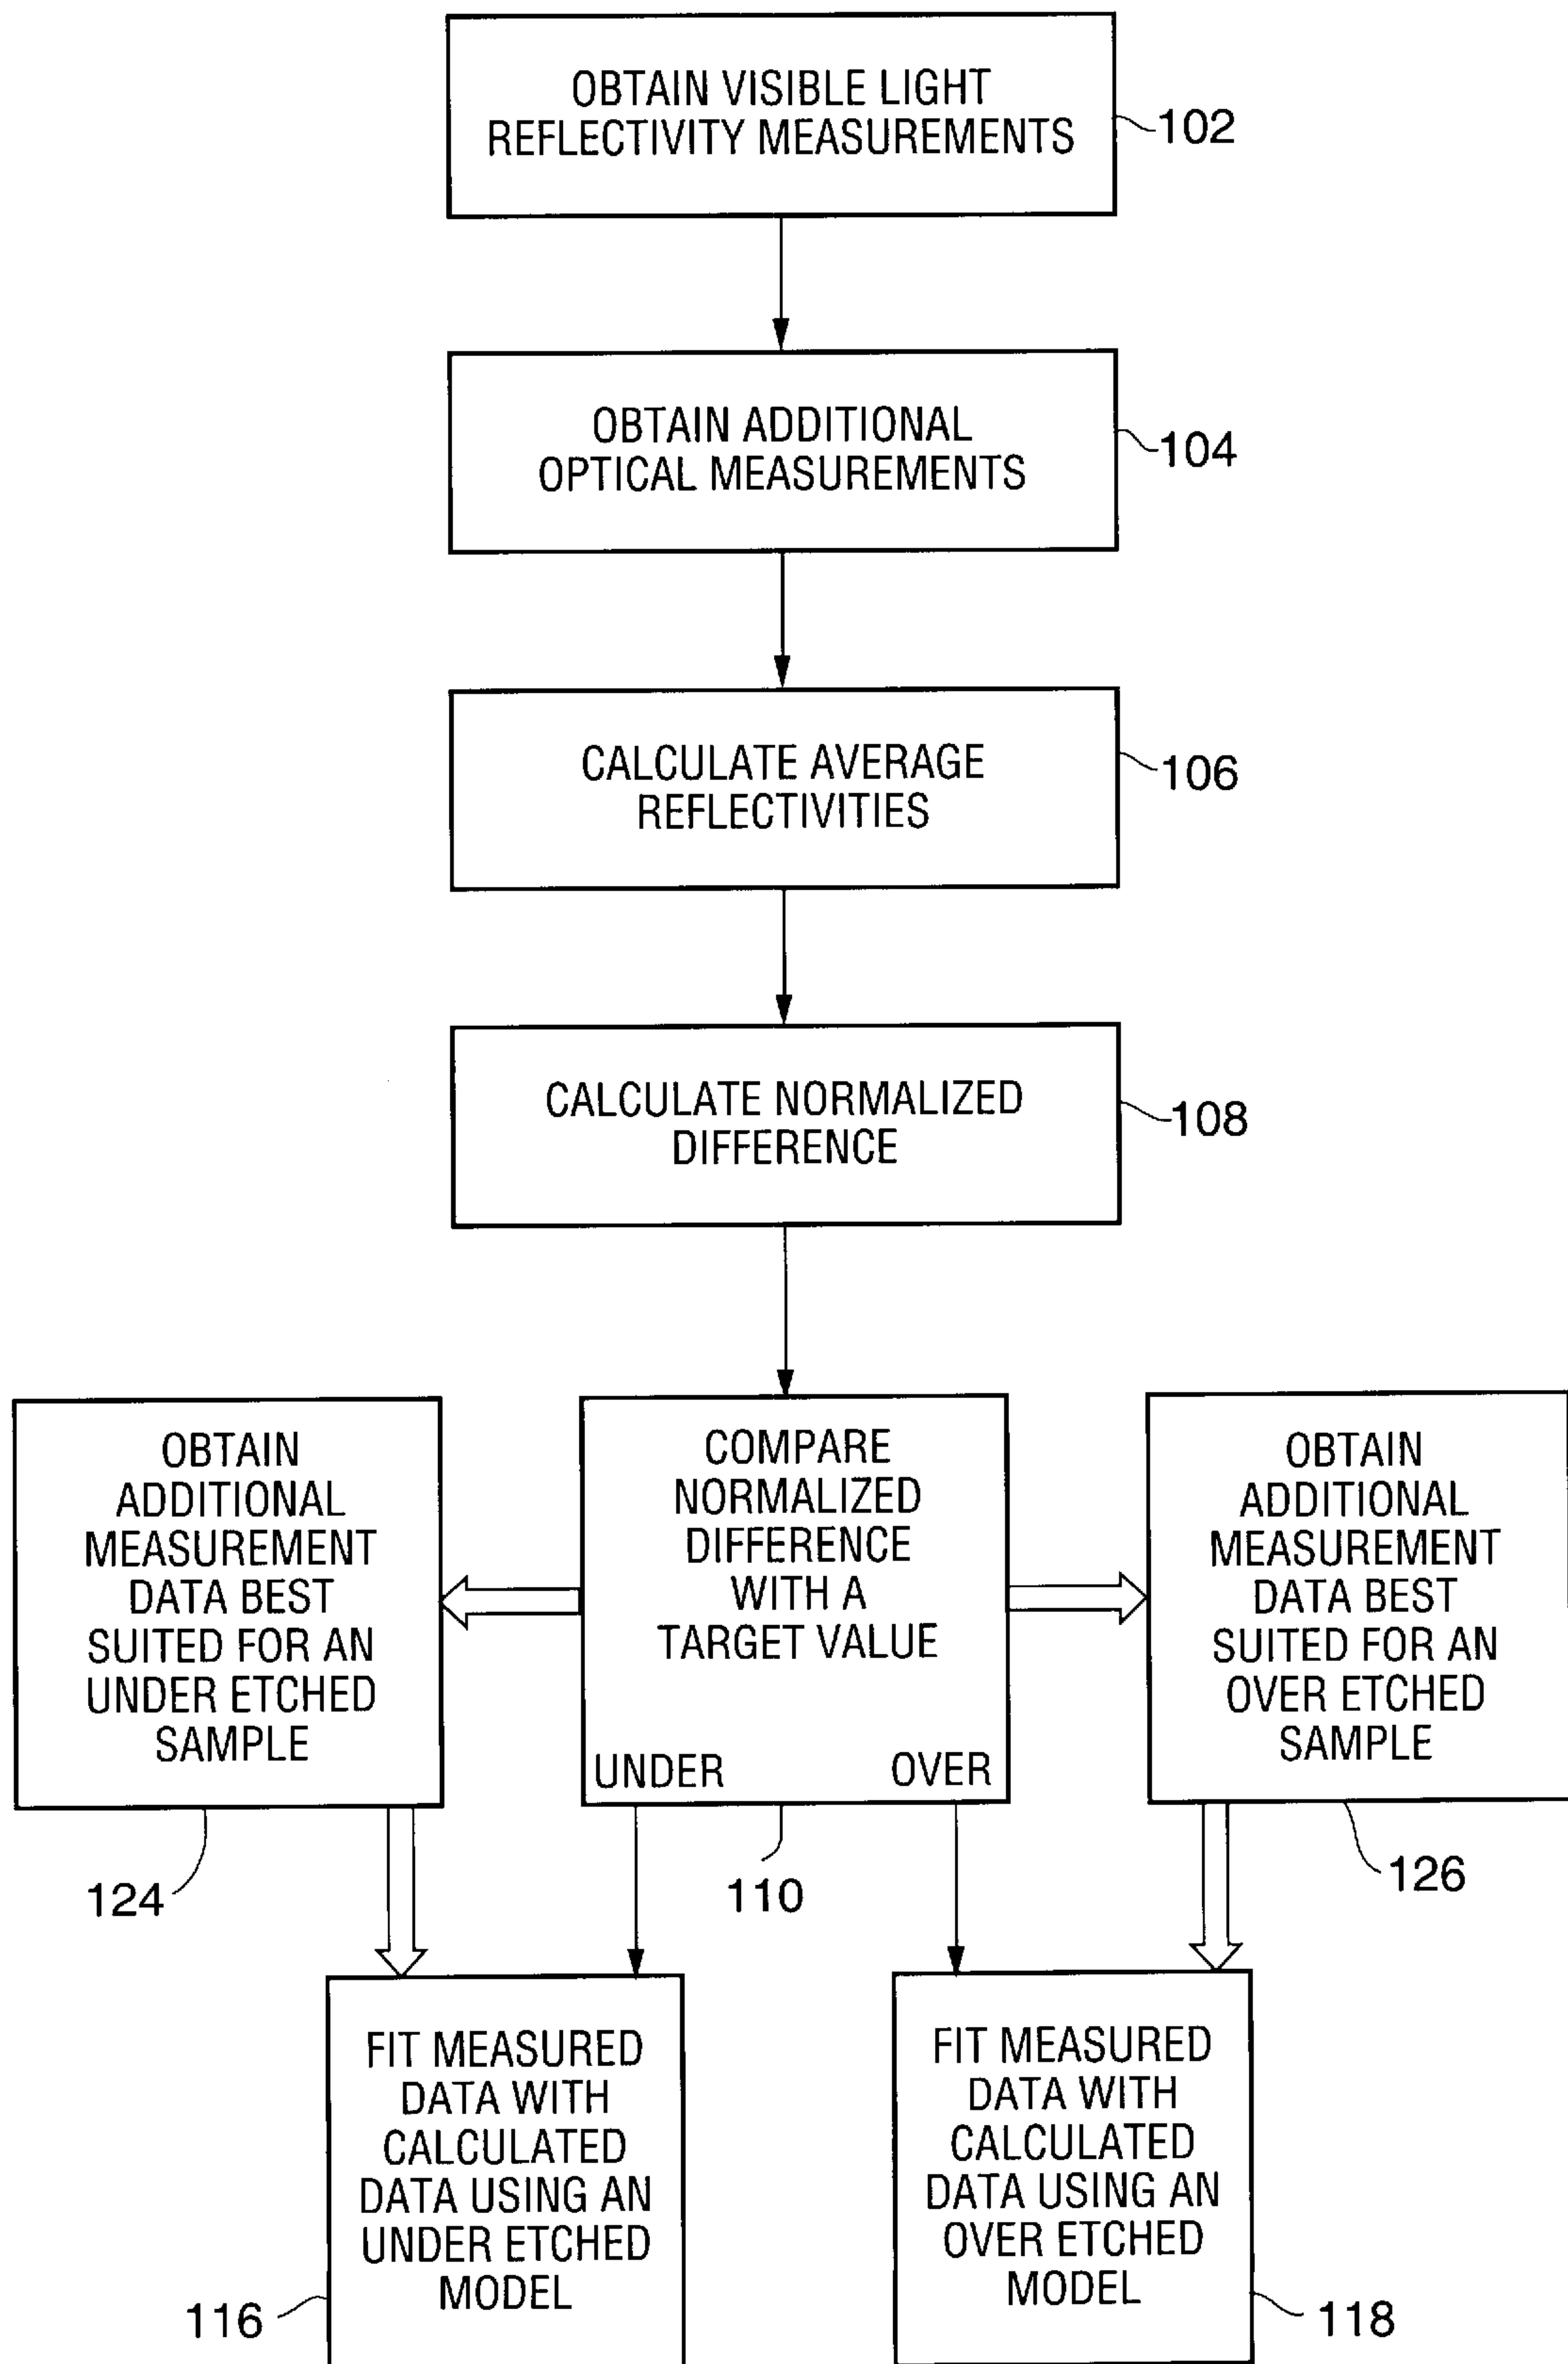 OBTAIN VISIBLE LIGHT
REFLECTIVITY MEASUREMENTS
102
OBTAIN ADDITIONAL
OPTICAL MEASUREMENTS
104
CALCULATE AVERAGE
REFLECTIVITIES
106
CALCULATE NORMALIZED
DIFFERENCE
108
OBTAIN
ADDITIONAL
MEASUREMENT
DATA BEST
SUITED FOR AN
UNDER ETCHED
SAMPLE
124
COMPARE
NORMALIZED
DIFFERENCE
WITH A
TARGET VALUE
UNDER
OVER
110
OBTAIN
ADDITIONAL
MEASUREMENT
DATA BEST
SUITED FOR AN
OVER ETCHED
SAMPLE
126
FIT MEASURED
DATA WITH
CALCULATED
DATA USING AN
UNDER ETCHED
MODEL
116
FIT MEASURED
DATA WITH
CALCULATED
DATA USING AN
OVER ETCHED
MODEL
118